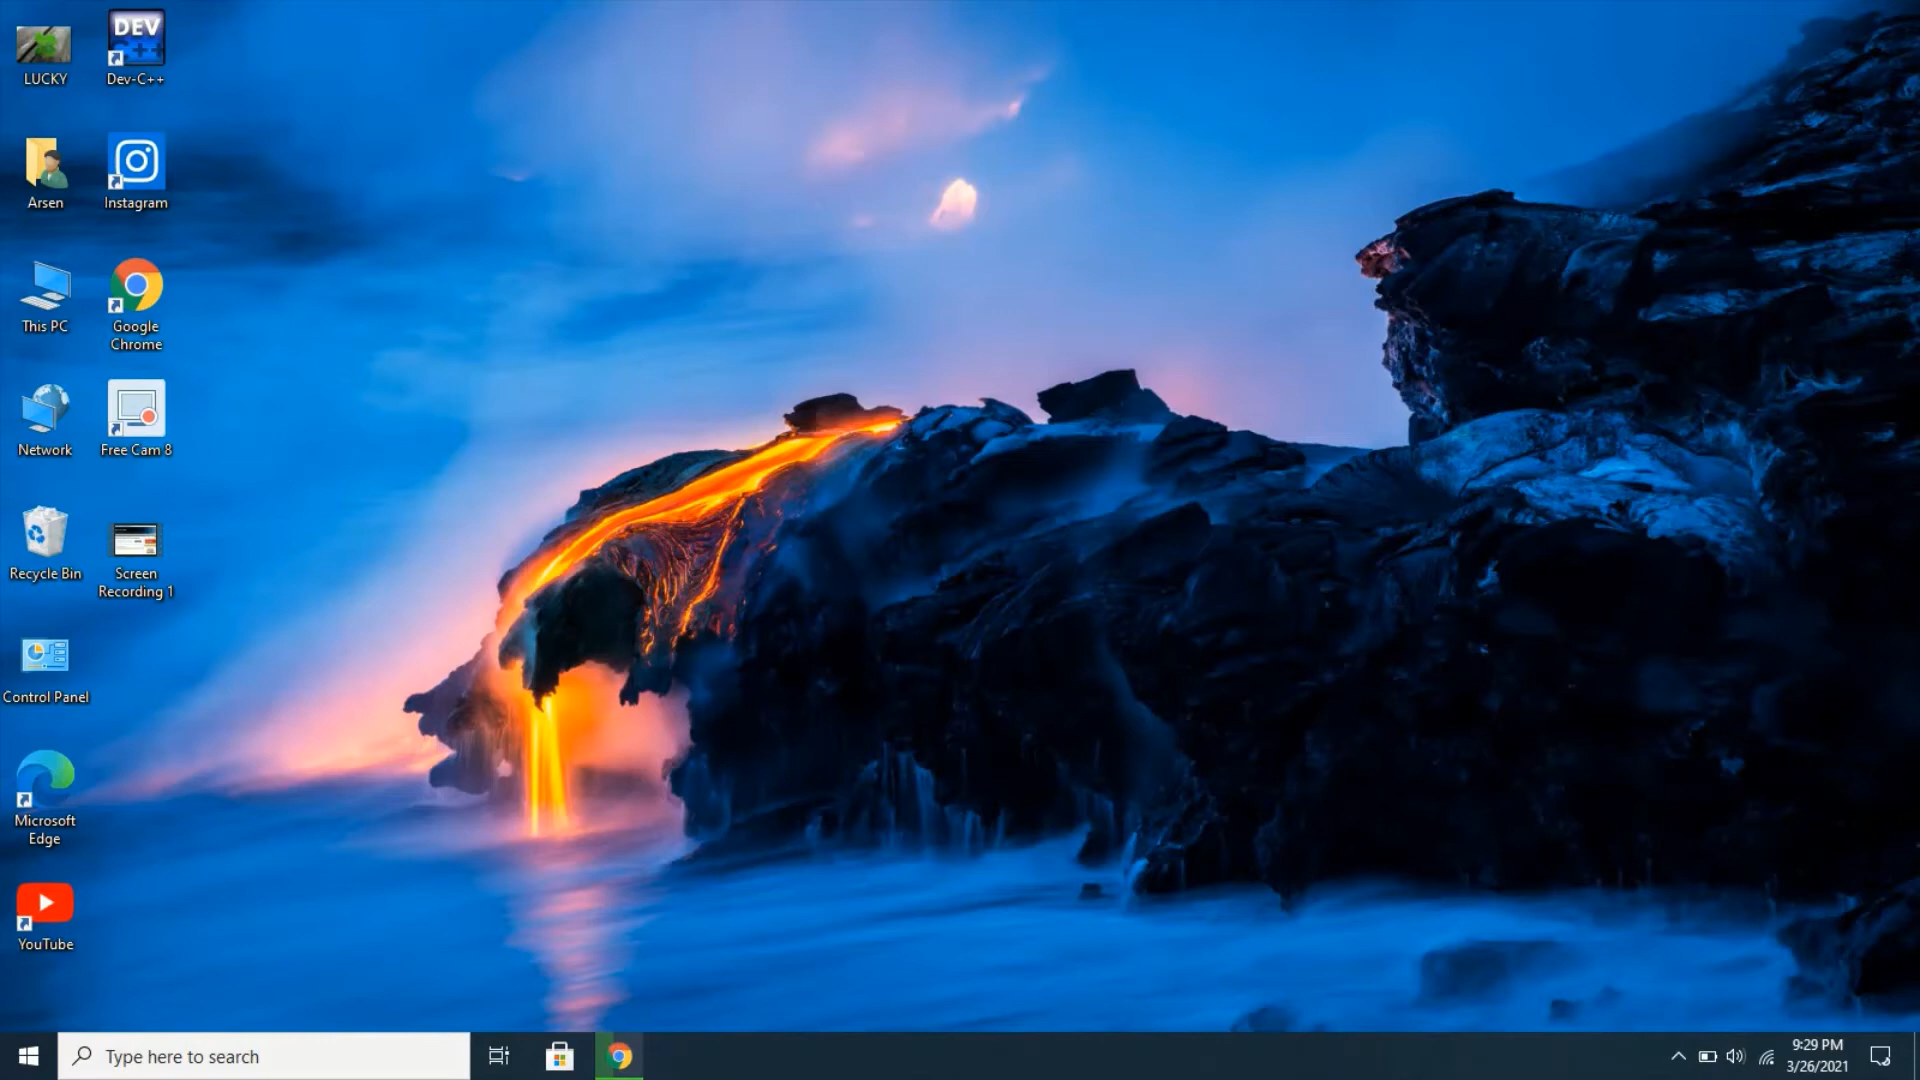 LUCKY
DEV
C++
Dev-C++
Arsen
Instagram
This PC
Google
Chrome
Network
Free Cam 8
Recycle Bin
Screen
Recording 1
Control Panel
Microsoft
Edge
YouTube
Type here to search
9:29 PM
3/26/2021